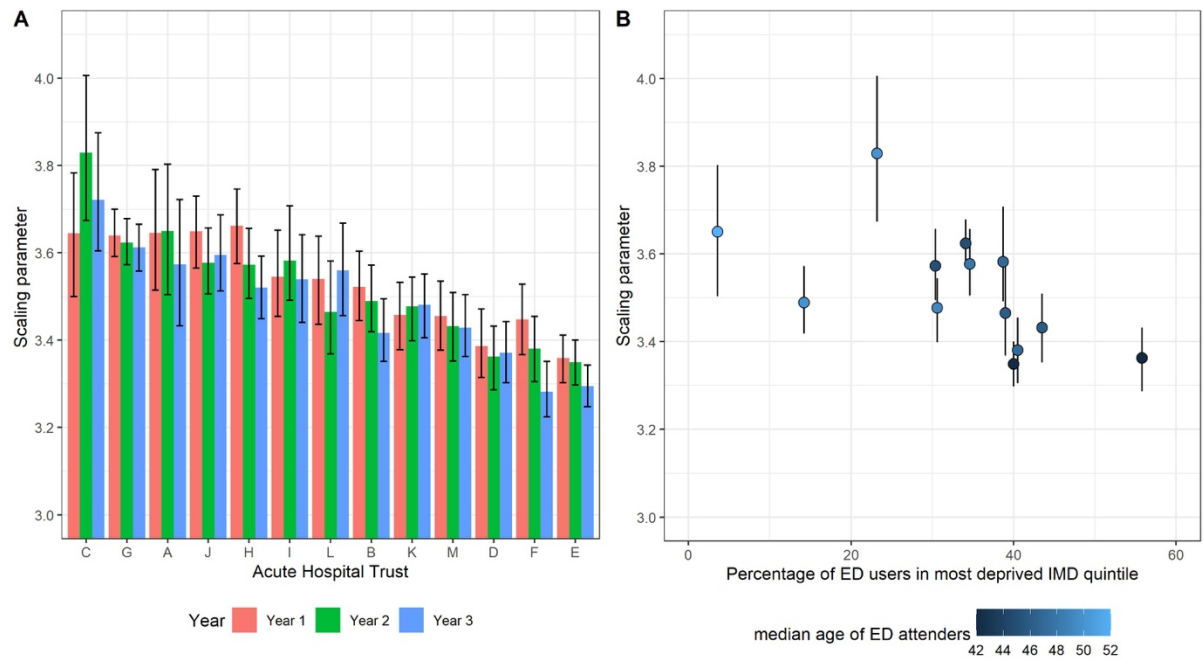 A
Scaling parameter
4.0
3.8
3.6
3.4
3.2
3.0
C G A J H I L B K M D F E
Acute Hospital Trust
Year Year 1 Year 2 Year 3
B
Scaling parameter
4.0
3.8
3.6
3.4
3.2
3.0
0 20 40 60
Percentage of ED users in most deprived IMD quintile
median age of ED attenders
42 44 46 48 50 52